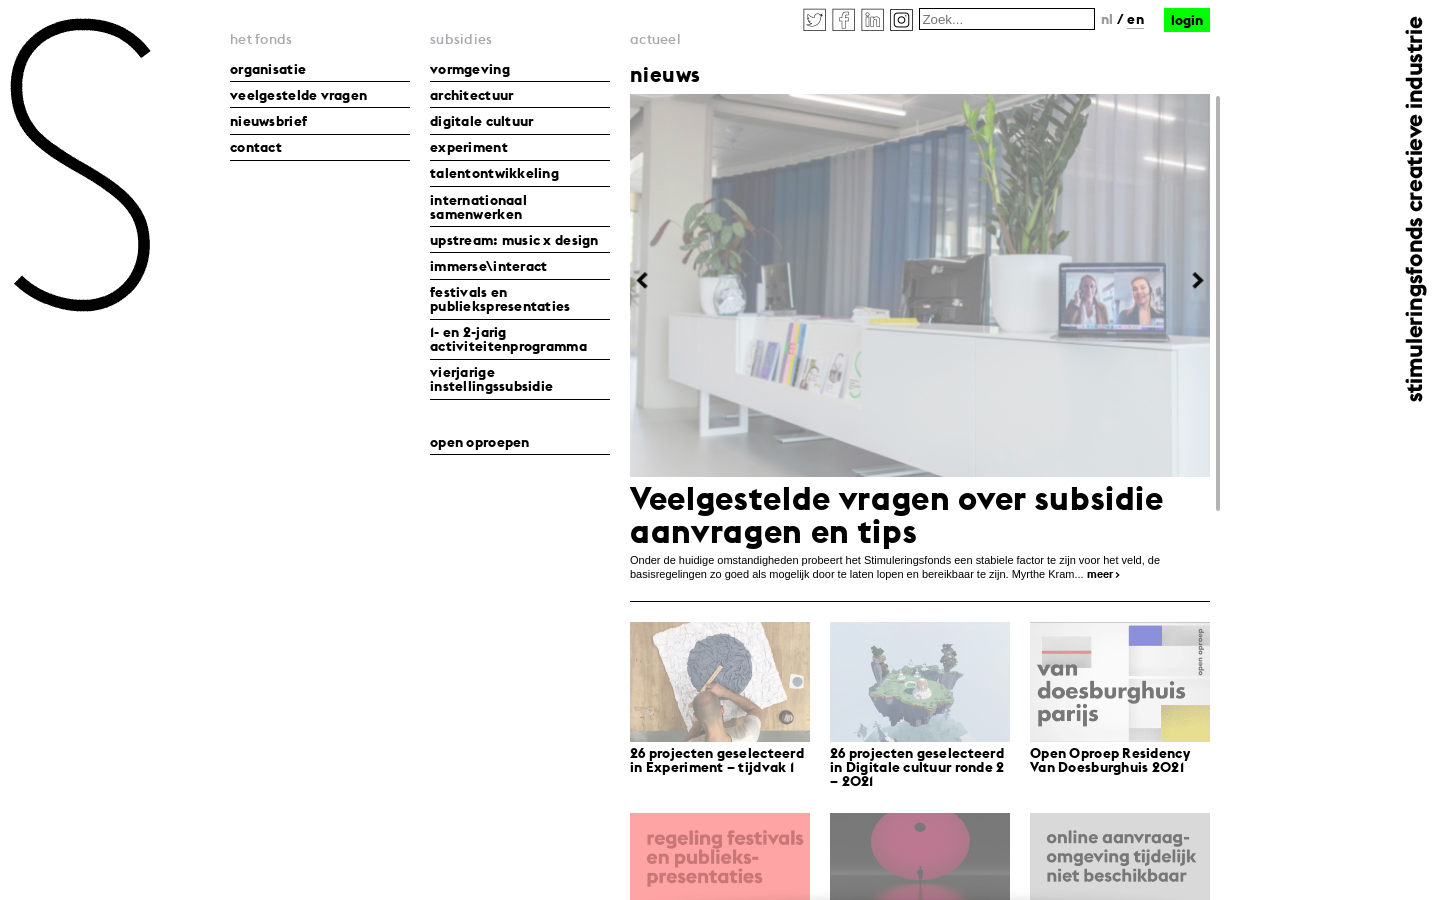 S
het fonds
organisatie
veelgestelde vragen
nieuwsbrief
contact
subsidies
vormgeving
architectuur
digitale cultuur
experiment
talentontwikkeling
internationaal
samenwerken
upstream: music x design
immerse\interact
festivals en
publiekspresentaties
1- en 2-jarig
activiteitenprogramma
vierjarige
instellingssubsidie
open oproepen
Zoek...
nl / en
login
actueel
nieuws
Veelgestelde vragen over subsidie
aanvragen en tips
Onder de huidige omstandigheden probeert het Stimuleringsfonds een stabiele factor te zijn voor het veld, de
basisregelingen zo goed als mogelijk door te laten lopen en bereikbaar te zijn. Myrthe Kram... meer
26 projecten geselecteerd
in Experiment – tijdvak 1
26 projecten geselecteerd
in Digitale cultuur ronde 2
– 2021
van
doesburghuis
parijs
open oproep
Open Oproep Residency
Van Doesburghuis 2021
regeling festivals
en publieks-
presentaties
online aanvraag-
omgeving tijdelijk
niet beschikbaar
stimuleringsfonds creatieve industrie